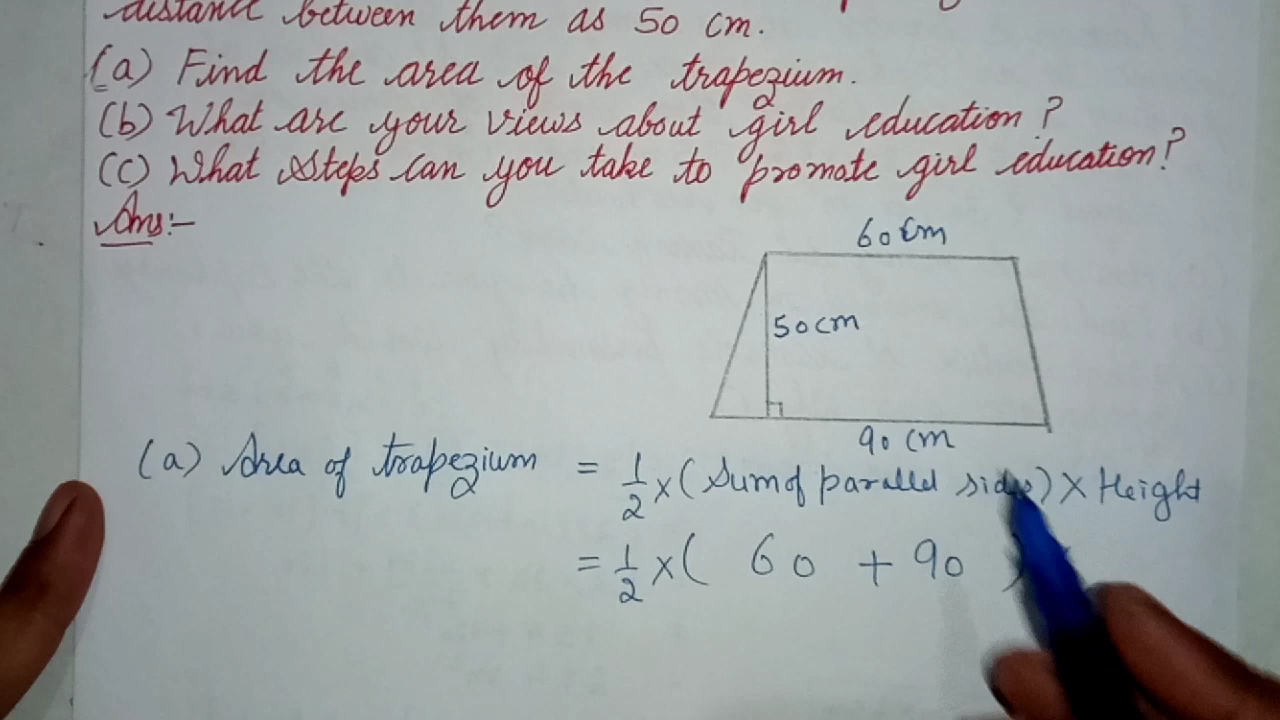 distance between them as 50 cm.
(a) Find the area of the trapezium.
(b) What are your views about girl education?
(c) What steps can you take to promate girl education?
Ans:-
60 cm
50 cm
90 cm
(a) Area of trapezium = 1/2 × (Sum of parallel sides) × Height
= 1/2 × ( 60 + 90 )